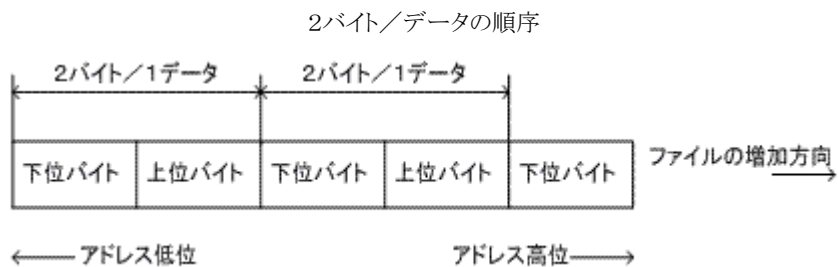 2バイト／データの順序
2バイト／1データ 2バイト／1データ
下位バイト 上位バイト 下位バイト 上位バイト 下位バイト ファイルの増加方向
アドレス低位 アドレス高位